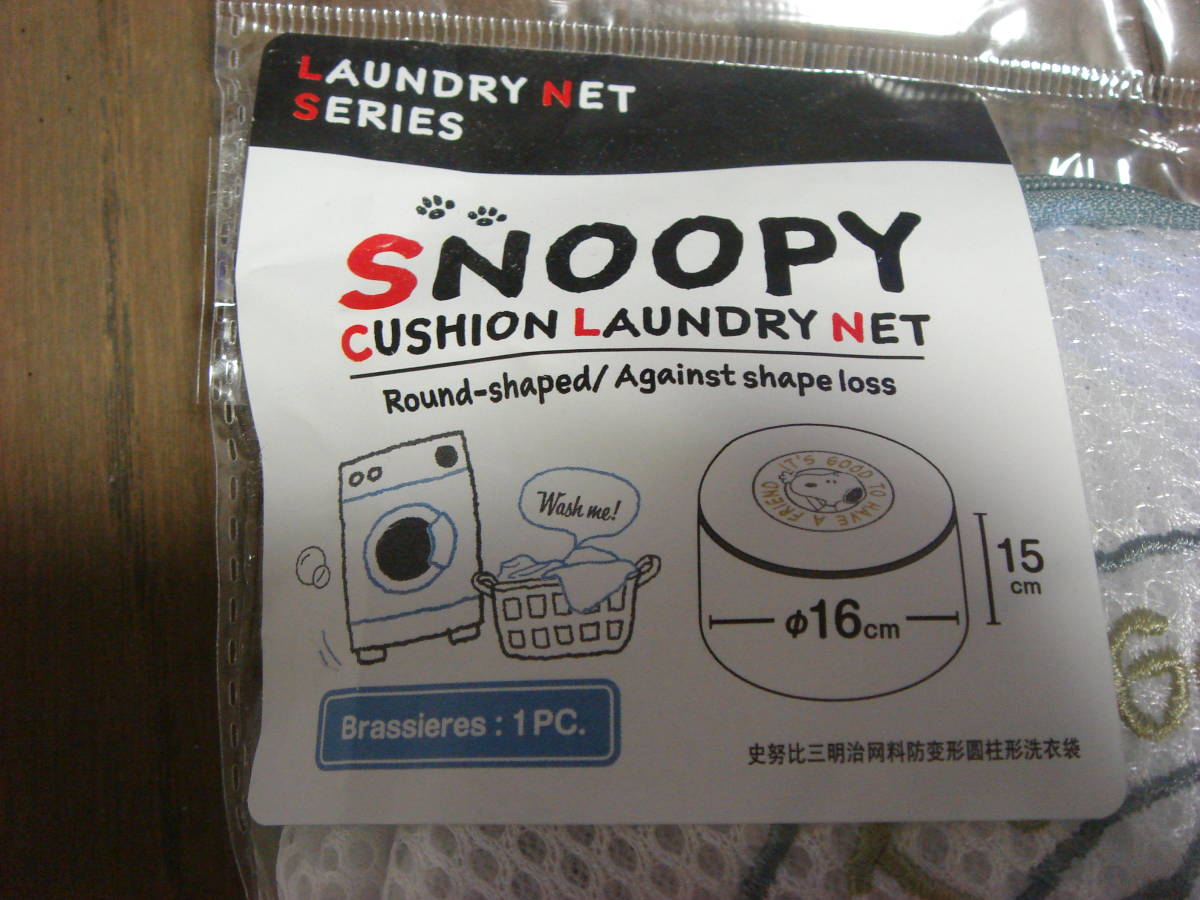 LAUNDRY NET
SERIES
SNOOPY
CUSHION LAUNDRY NET
Round-shaped/Against shape loss
Wash me!
IT'S GOOD TO HAVE A FRIEND
15
cm
φ16cm
Brassieres : 1PC.
史努比三明治网料防变形圆柱形洗衣袋
G